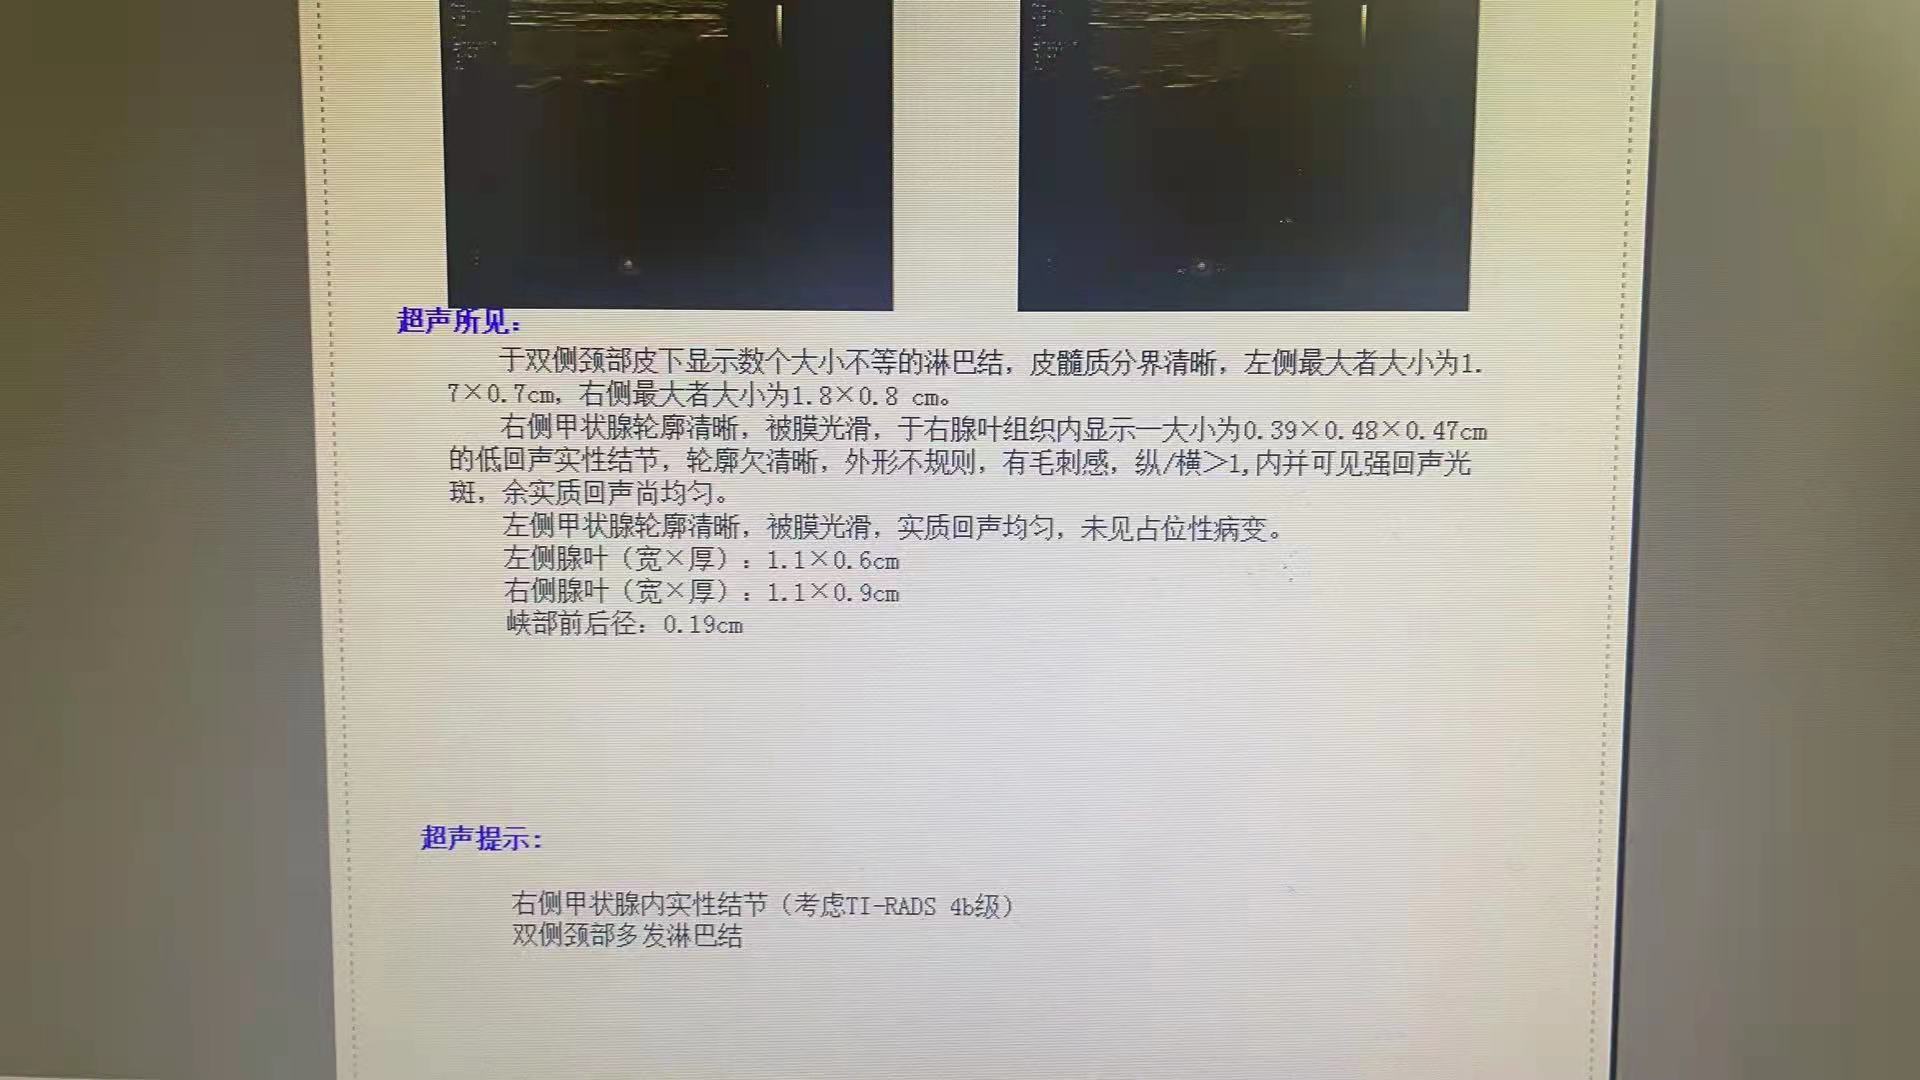 超声所见:
于双侧颈部皮下显示数个大小不等的淋巴结，皮髓质分界清晰，左侧最大者大小为1.
7×0.7cm，右侧最大者大小为1.8×0.8 cm。
右侧甲状腺轮廓清晰，被膜光滑，于右腺叶组织内显示一大小为0.39×0.48×0.47cm
的低回声实性结节，轮廓欠清晰，外形不规则，有毛刺感，纵/横＞1,内并可见强回声光
斑，余实质回声尚均匀。
左侧甲状腺轮廓清晰，被膜光滑，实质回声均匀，未见占位性病变。
左侧腺叶（宽×厚）：1.1×0.6cm
右侧腺叶（宽×厚）：1.1×0.9cm
峡部前后径：0.19cm
超声提示:
右侧甲状腺内实性结节（考虑TI-RADS 4b级）
双侧颈部多发淋巴结